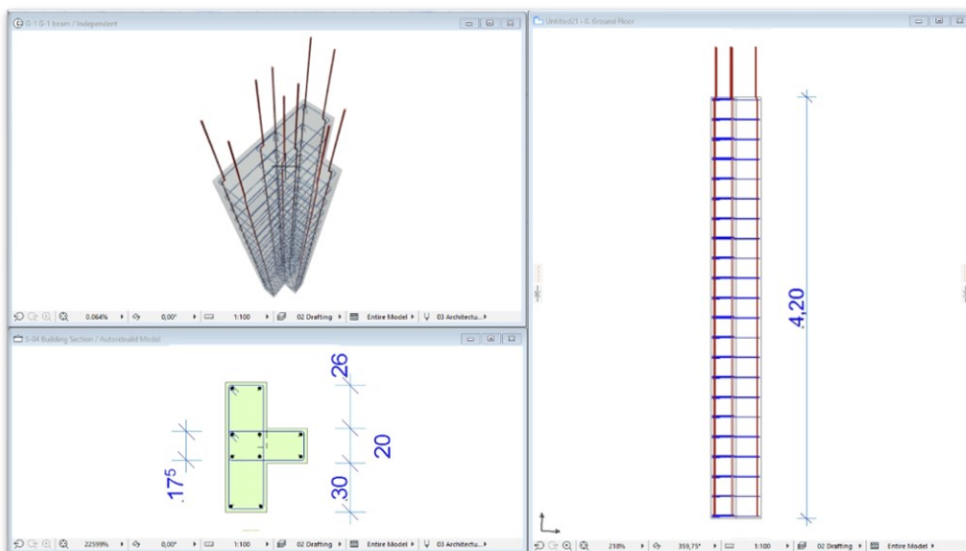 G-1 G-1 beam / Independent
0.064%
0,00°
1:100
02 Drafting
Entire Model
03 Architectu...
S-04 Building Section / Autorebuild Model
26
20
.17⁵
.30
22599%
0,00°
1:100
02 Drafting
Entire Model
03 Architectu...
Untitled21 - 0. Ground Floor
4,20
218%
359,75°
1:100
02 Drafting
Entire Model